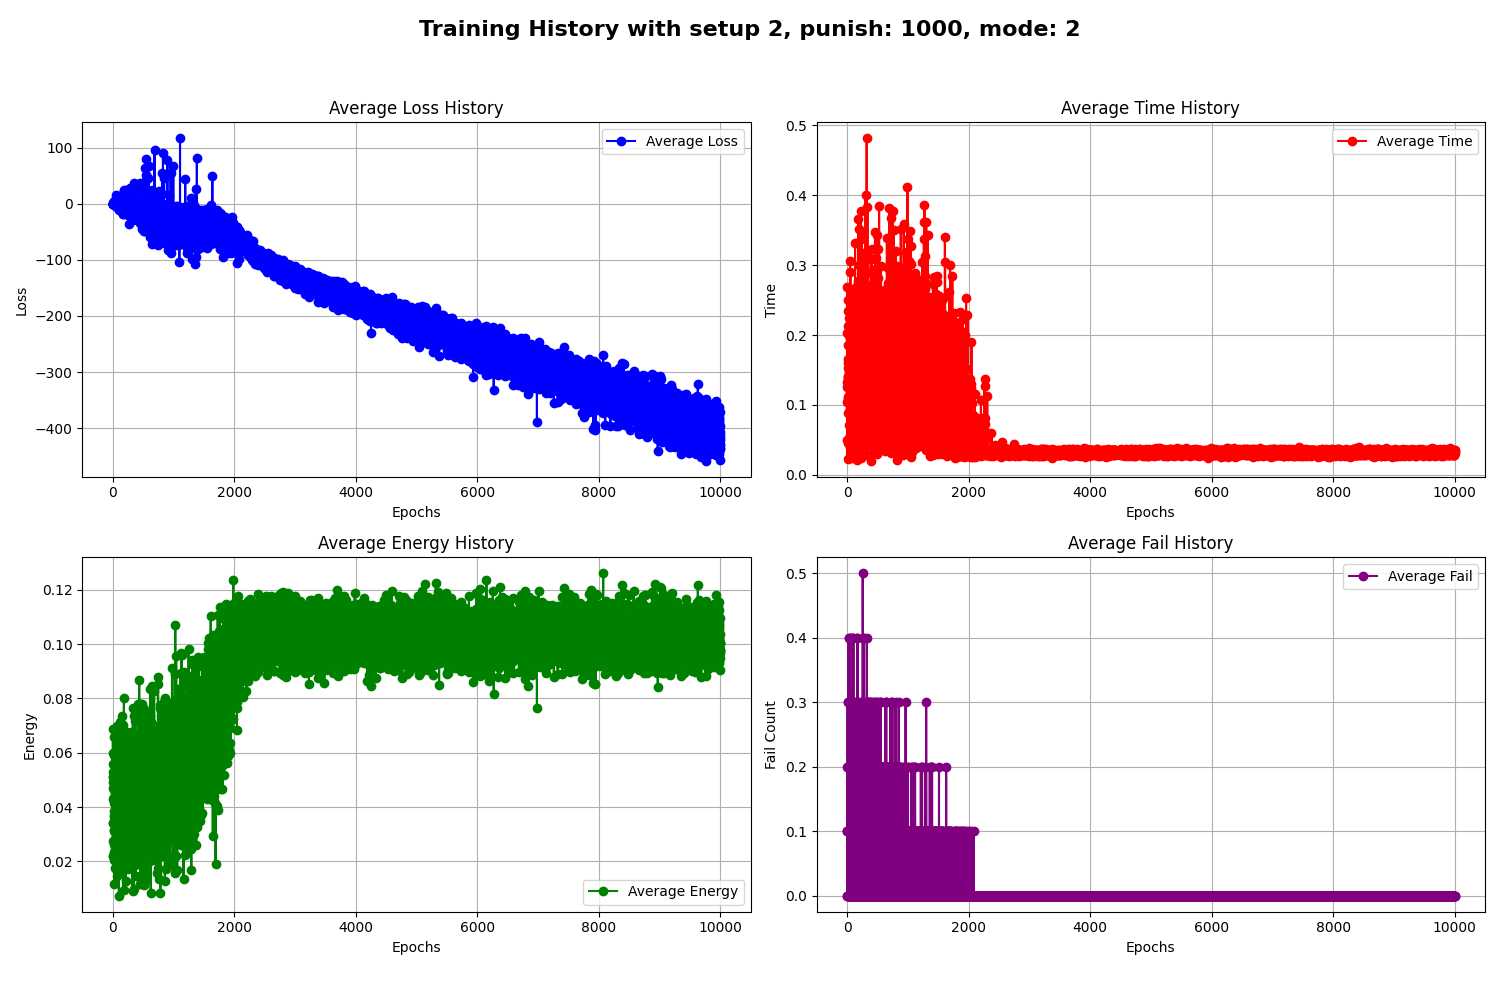 Training History with setup 2, punish: 1000, mode: 2
Average Loss History
Average Loss
100
0
−100
−200
−300
−400
Loss
0 2000 4000 6000 8000 10000
Epochs
Average Time History
Average Time
0.5
0.4
0.3
0.2
0.1
0.0
Time
0 2000 4000 6000 8000 10000
Epochs
Average Energy History
0.12
0.10
0.08
0.06
0.04
0.02
Energy
Average Energy
0 2000 4000 6000 8000 10000
Epochs
Average Fail History
Average Fail
0.5
0.4
0.3
0.2
0.1
0.0
Fail Count
0 2000 4000 6000 8000 10000
Epochs